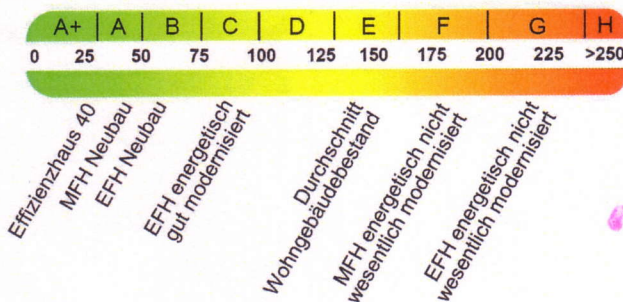 A+ A B C D E F G H
0 25 50 75 100 125 150 175 200 225 >250
Effizienzhaus 40
MFH Neubau
EFH Neubau
EFH energetisch
gut modernisiert
Durchschnitt
Wohngebäudebestand
MFH energetisch nicht
wesentlich modernisiert
EFH energetisch nicht
wesentlich modernisiert